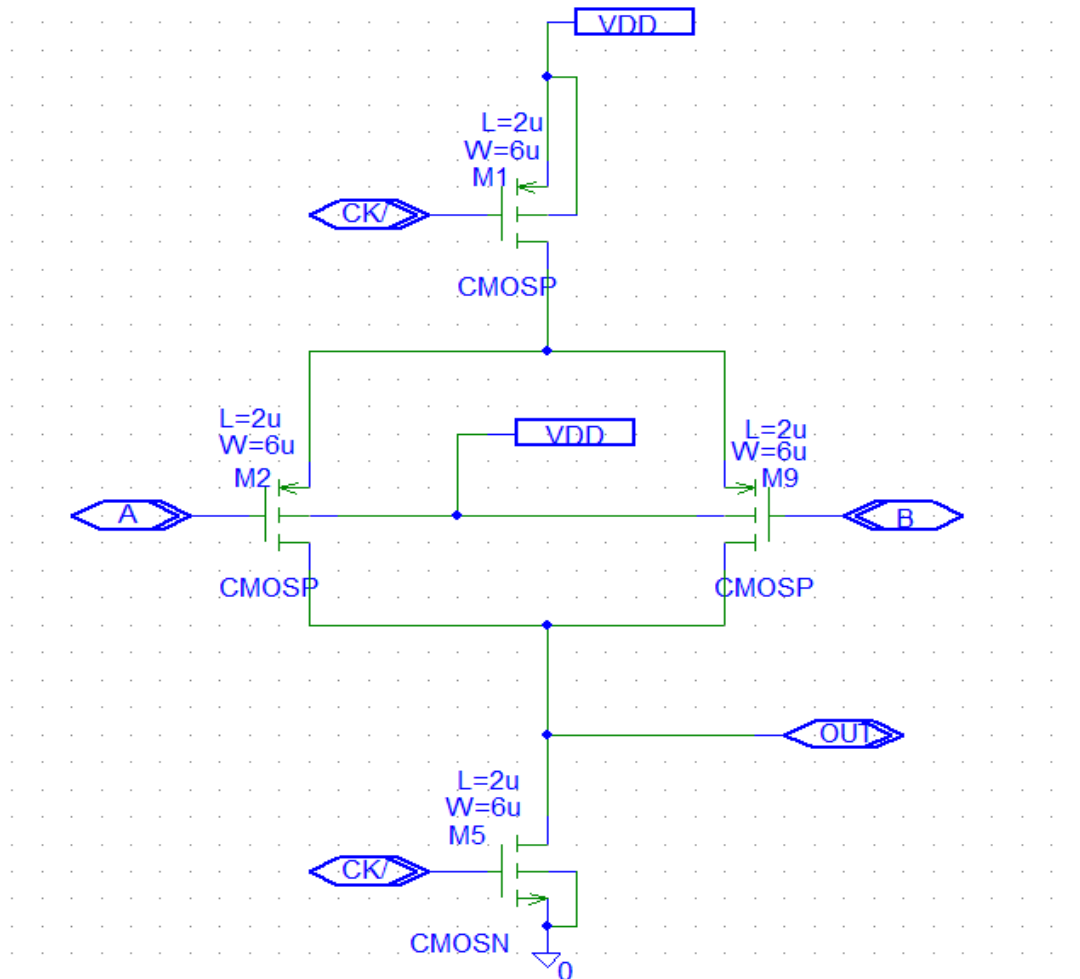 VDD
L=2u
W=6u
M1
CK/
CMOSP
L=2u
W=6u
M2
VDD
L=2u
W=6u
M9
A
B
CMOSP
CMOSP
OUT
L=2u
W=6u
M5
CK/
CMOSN
0